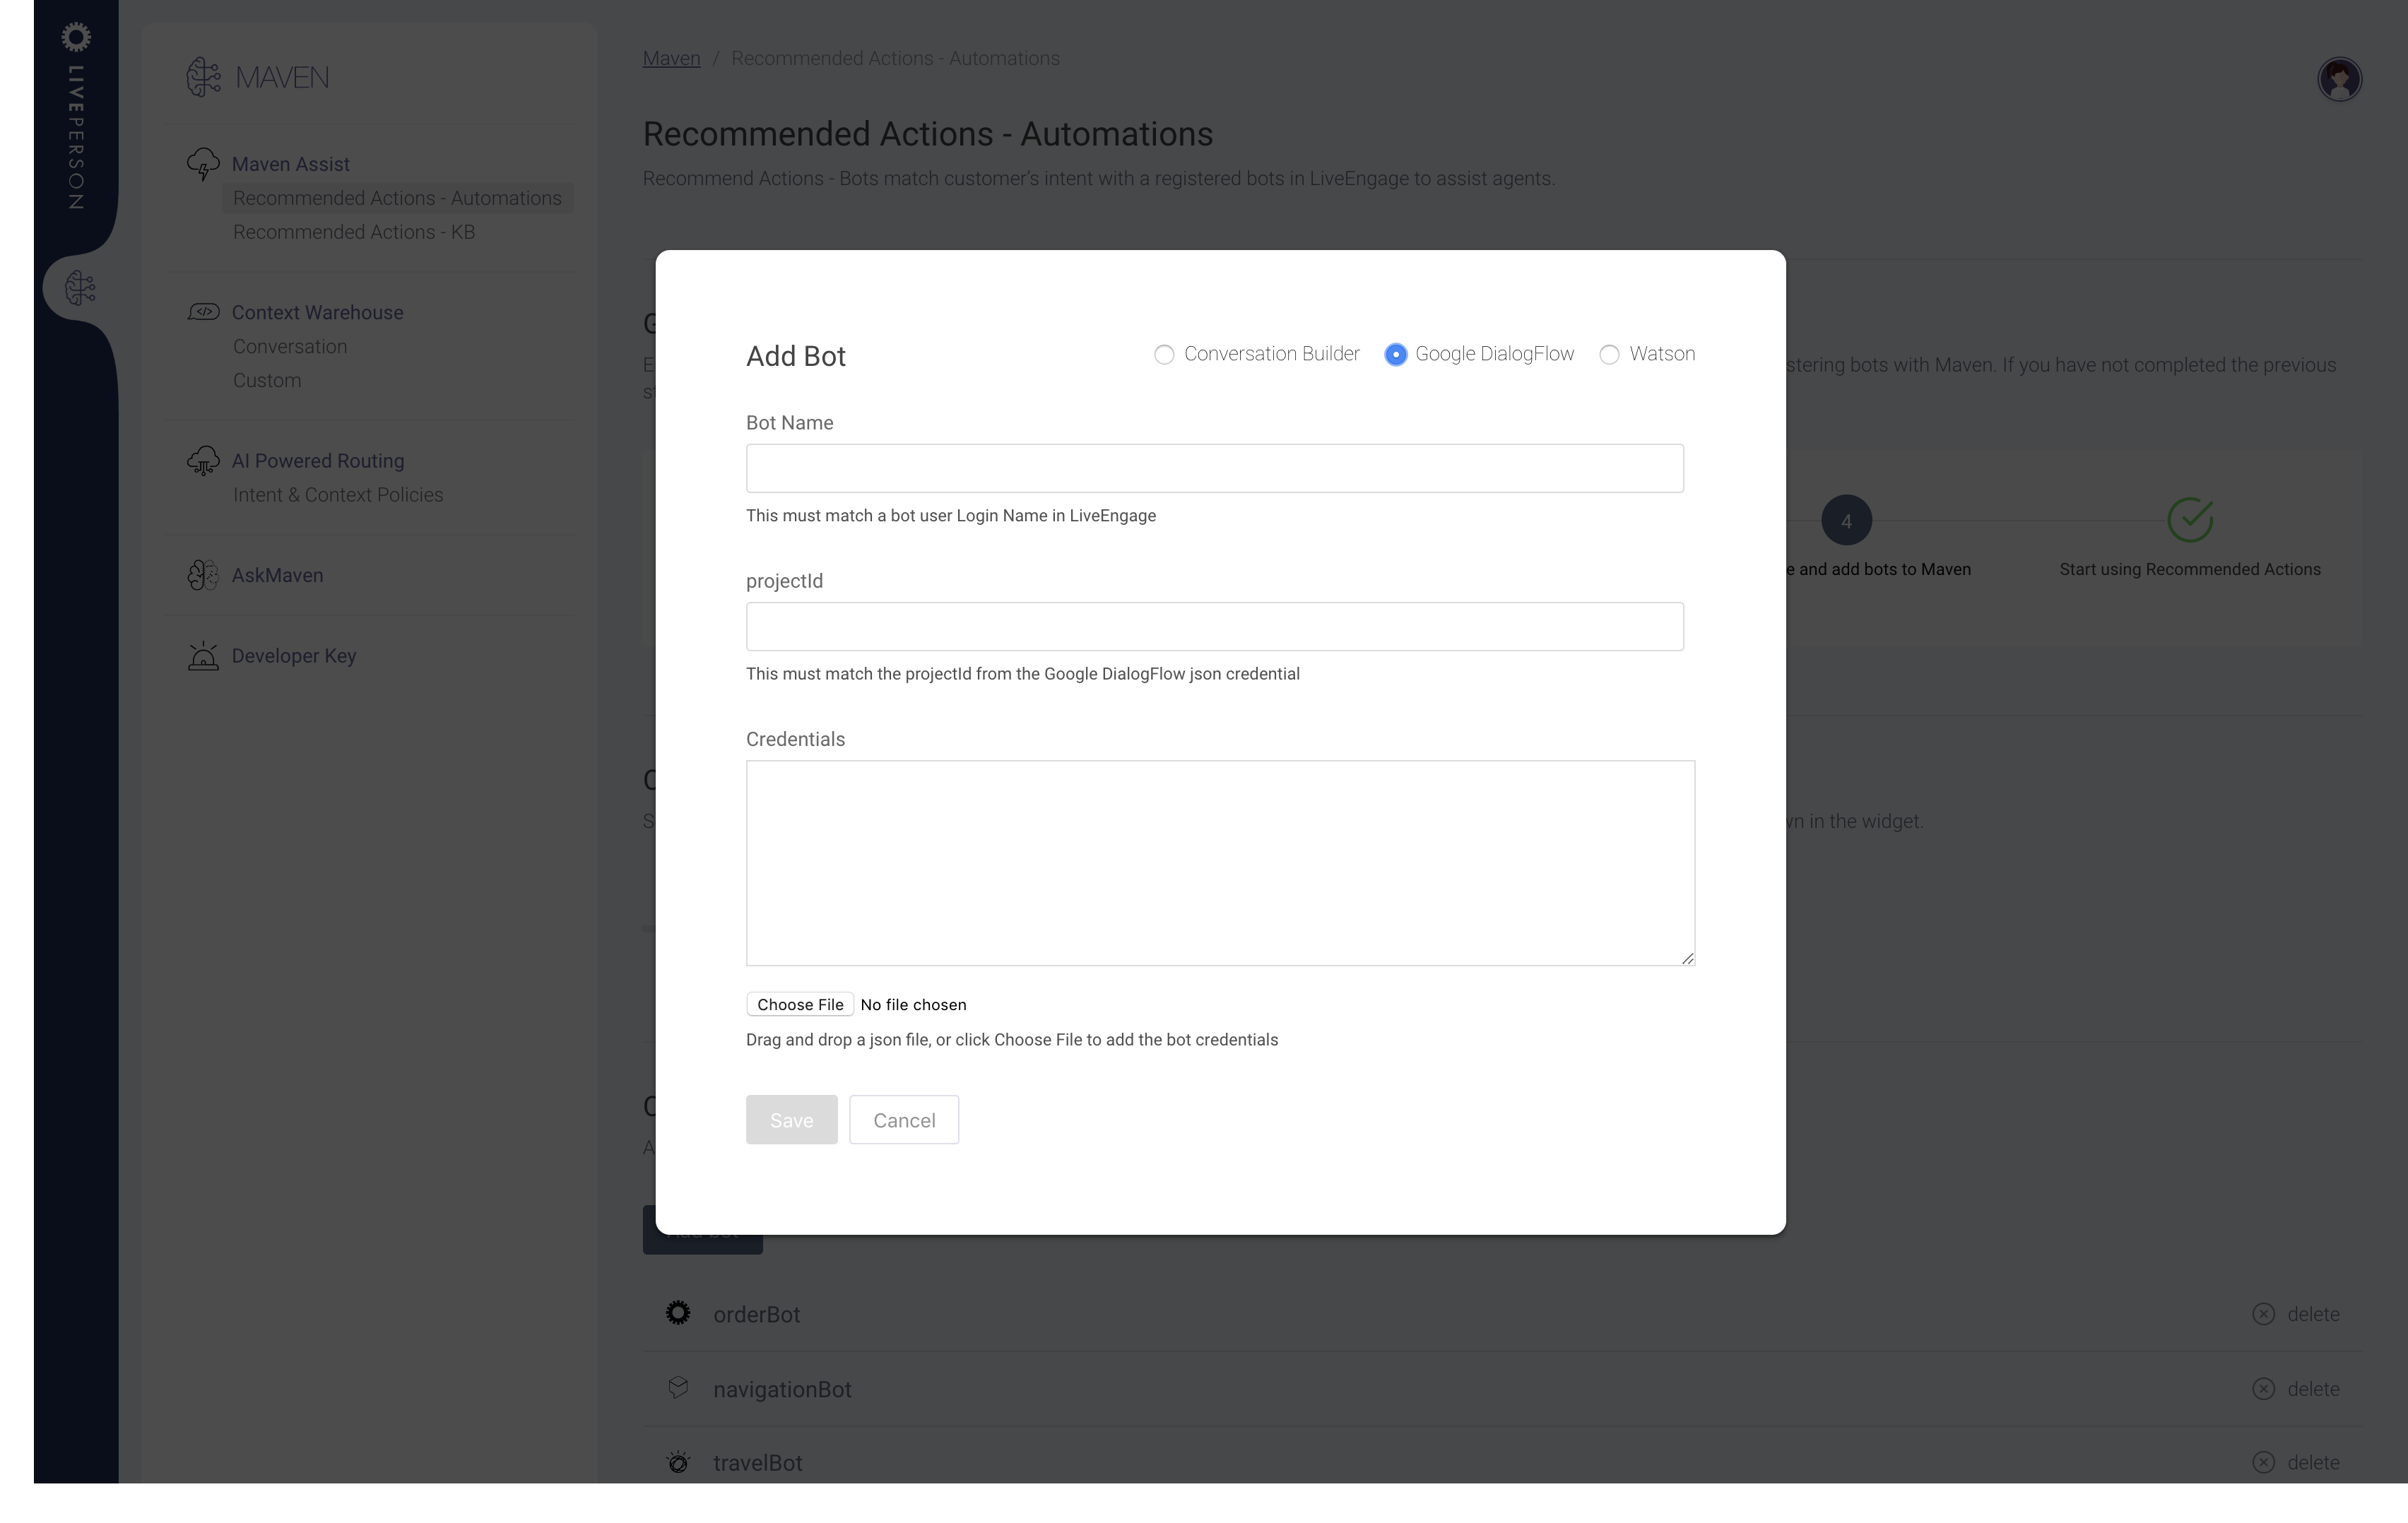 LIVEPERSON
MAVEN
Maven Assist
Recommended Actions - Automations
Recommended Actions - KB
Context Warehouse
Conversation
Custom
AI Powered Routing
Intent & Context Policies
AskMaven
Developer Key
Maven / Recommended Actions - Automations
Recommended Actions - Automations
Recommend Actions - Bots match customer's intent with a registered bots in LiveEngage to assist agents.
stering bots with Maven. If you have not completed the previous
4
e and add bots to Maven
Start using Recommended Actions
wn in the widget.
Add Bot
Conversation Builder
Google DialogFlow
Watson
Bot Name
This must match a bot user Login Name in LiveEngage
projectId
This must match the projectId from the Google DialogFlow json credential
Credentials
Choose File No file chosen
Drag and drop a json file, or click Choose File to add the bot credentials
Save
Cancel
orderBot
delete
navigationBot
delete
travelBot
delete